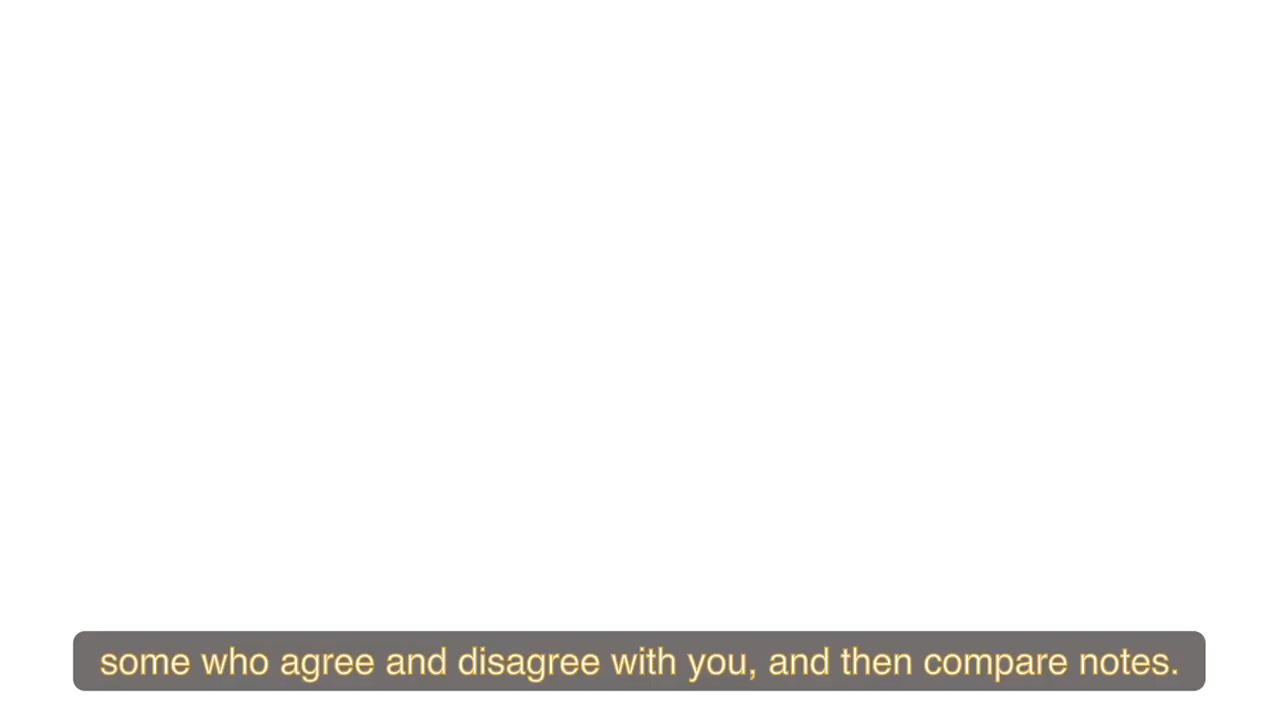 some who agree and disagree with you, and then compare notes.